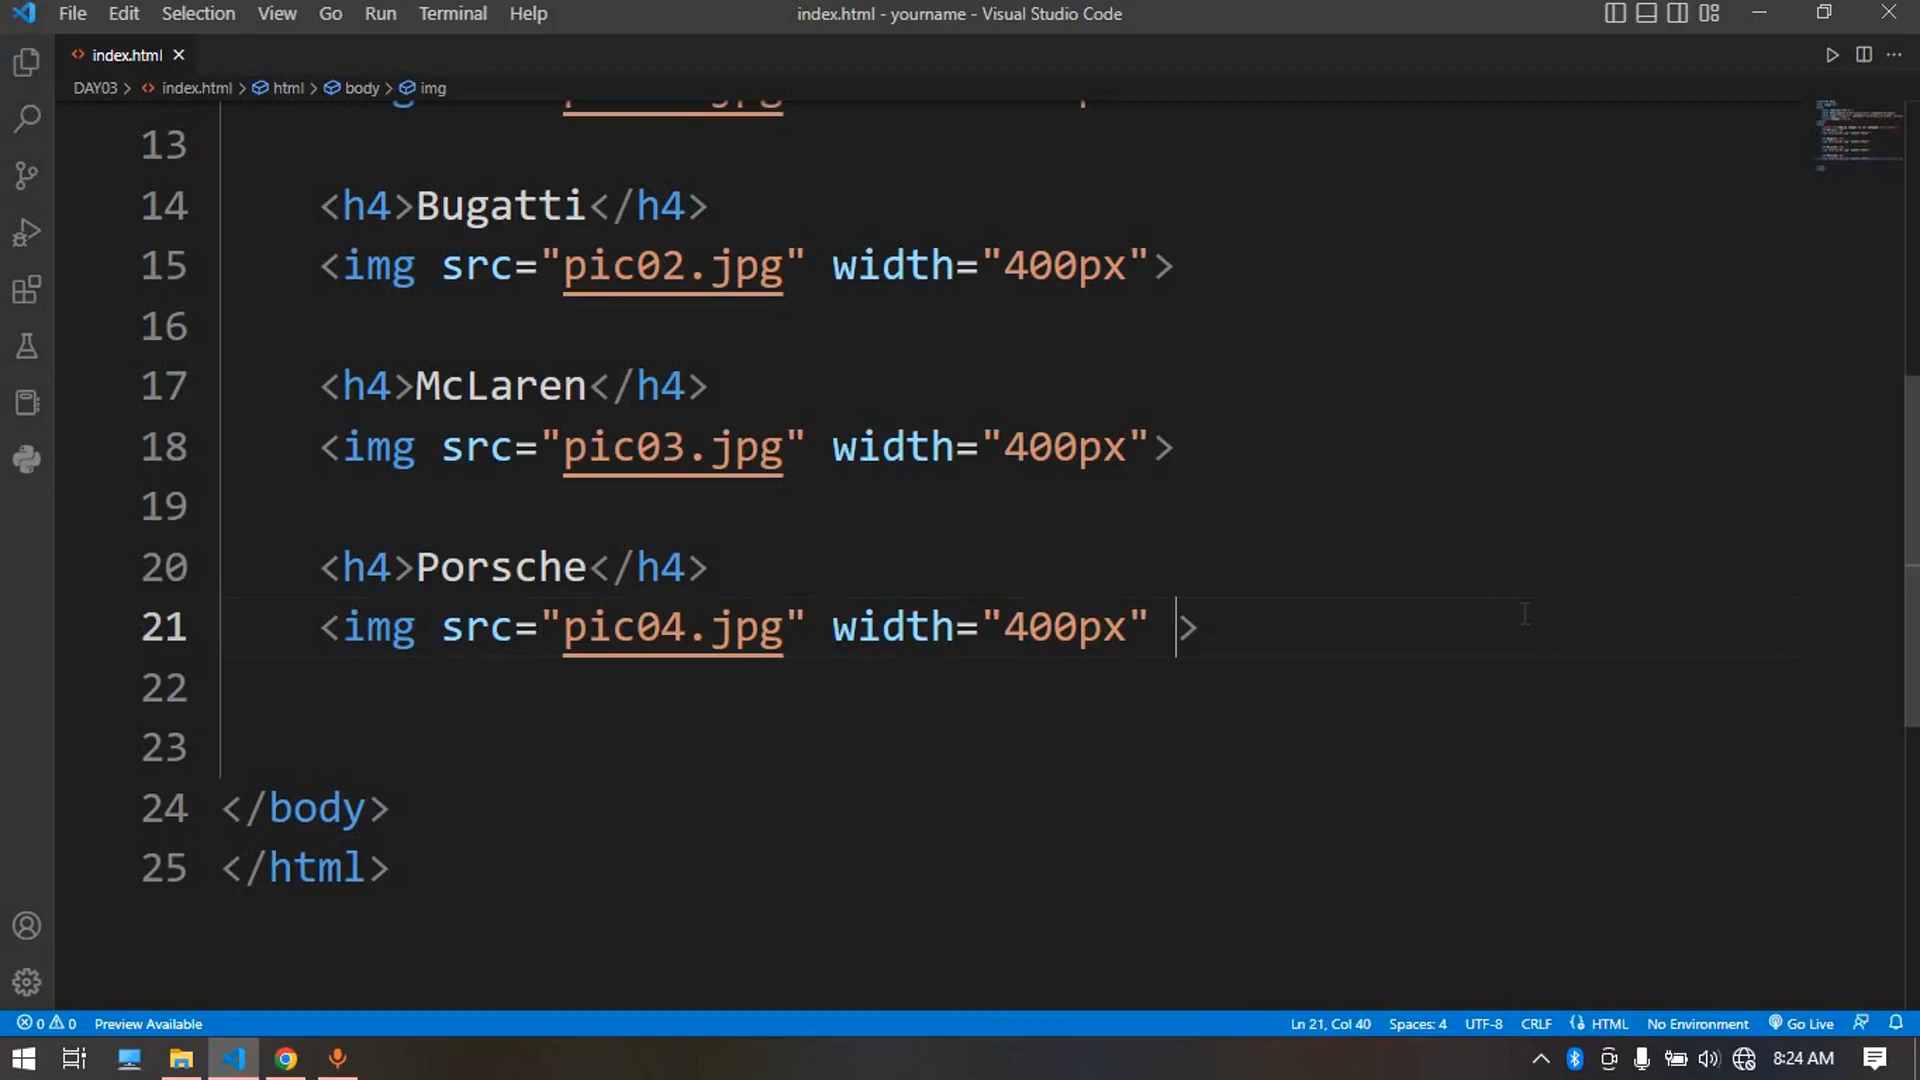 File Edit Selection View Go Run Terminal Help
index.html - yourname - Visual Studio Code
index.html
DAY03 > index.html > html > body > img
13
14 <h4>Bugatti</h4>
15 <img src="pic02.jpg" width="400px">
16
17 <h4>McLaren</h4>
18 <img src="pic03.jpg" width="400px">
19
20 <h4>Porsche</h4>
21 <img src="pic04.jpg" width="400px" >
22
23
24 </body>
25 </html>
0 0 Preview Available Ln 21, Col 40 Spaces: 4 UTF-8 CRLF HTML No Environment Go Live
8:24 AM